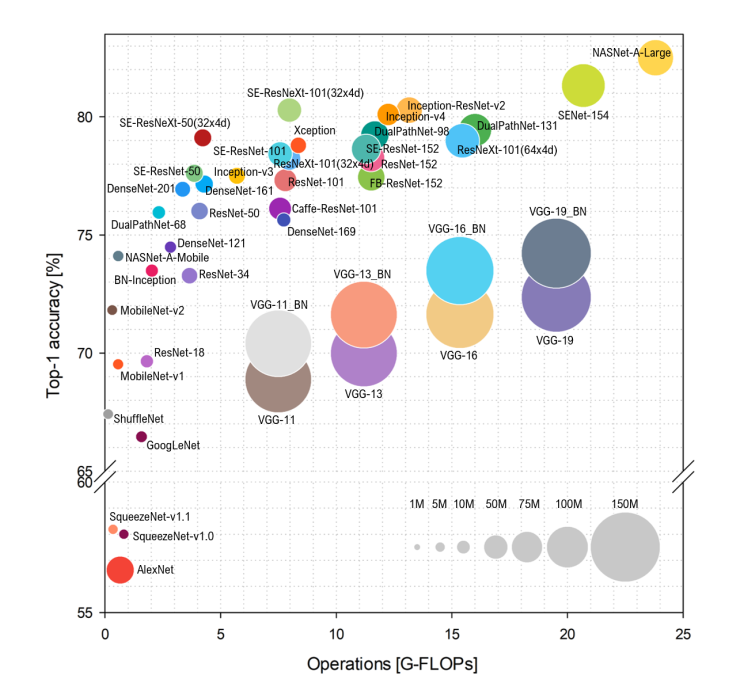 NASNet-A-Large
SE-ResNeXt-101(32x4d)
Inception-ResNet-v2
SENet-154
80
SE-ResNeXt-50(32x4d)
Inception-v4
Xception
DualPathNet-98
DualPathNet-131
SE-ResNet-101
SE-ResNet-152
ResNeXt-101(64x4d)
ResNeXt-101(32x4d)
ResNet-152
SE-ResNet-50
Inception-v3
DenseNet-201
DenseNet-161
ResNet-101
FB-ResNet-152
DualPathNet-68
ResNet-50
Caffe-ResNet-101
DenseNet-169
75
VGG-19_BN
VGG-16_BN
DenseNet-121
NASNet-A-Mobile
BN-Inception
ResNet-34
VGG-13_BN
VGG-11_BN
MobileNet-v2
VGG-19
VGG-16
70
ResNet-18
MobileNet-v1
VGG-13
VGG-11
ShuffleNet
GoogLeNet
65
60
1M 5M 10M 50M 75M 100M 150M
SqueezeNet-v1.1
SqueezeNet-v1.0
AlexNet
55
0 5 10 15 20 25
Operations [G-FLOPs]
Top-1 accuracy [%]